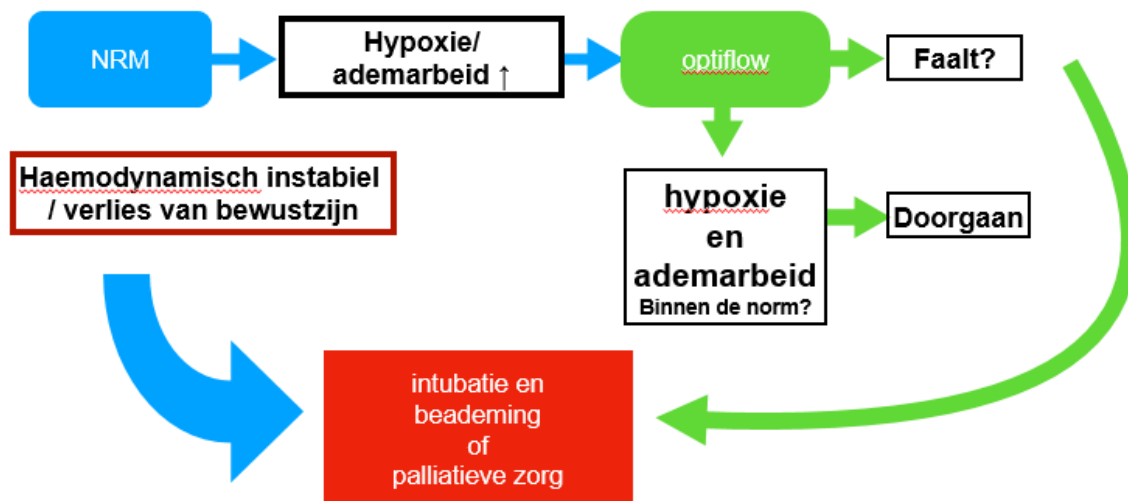 NRM
Hypoxie/
ademarbeid ↑
optiflow
Faalt?
Haemodynamisch instabiel
/ verlies van bewustzijn
hypoxie
en
ademarbeid
Binnen de norm?
Doorgaan
intubatie en
beademing
of
palliatieve zorg